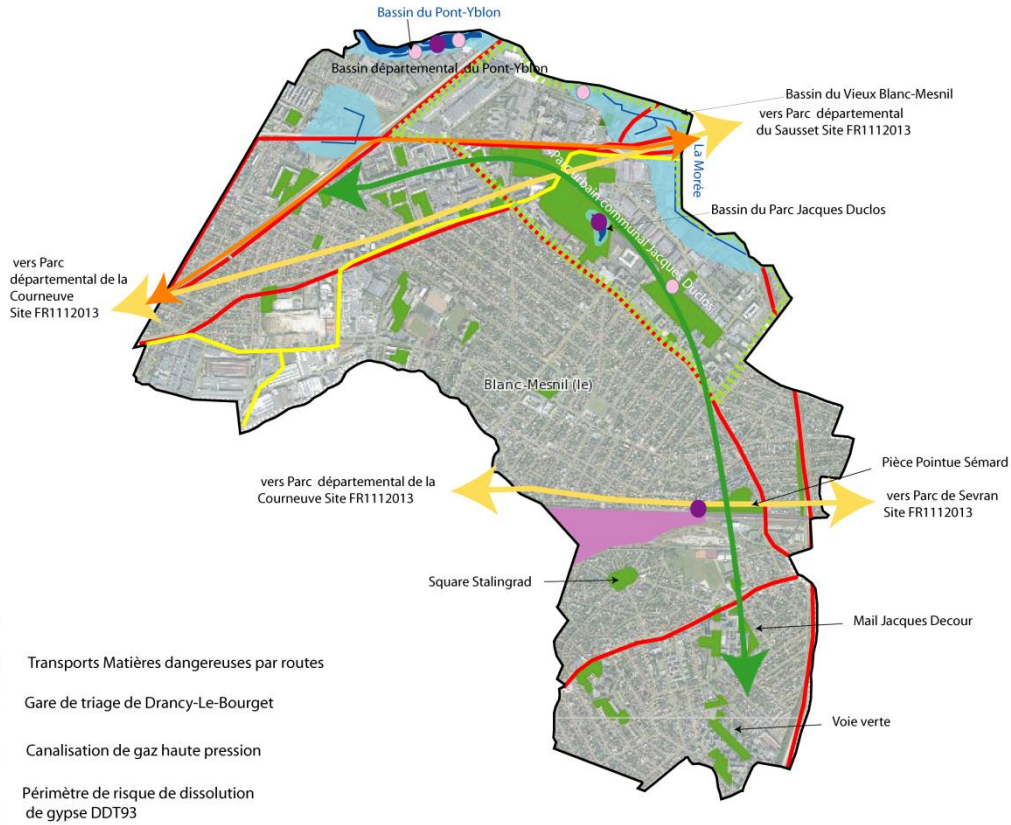 Bassin du Pont-Yblon
Bassin départemental du Pont-Yblon
Bassin du Vieux Blanc-Mesnil
vers Parc départemental
du Sausset Site FR1112013
La Morée
Parc urbain communal Jacques Duclos
Bassin du Parc Jacques Duclos
vers Parc
départemental de la
Courneuve
Site FR1112013
Blanc-Mesnil (le)
Pièce Pointue Sémard
vers Parc départemental de la
Courneuve Site FR1112013
vers Parc de Sevran
Site FR1112013
Square Stalingrad
Mail Jacques Decour
Transports Matières dangereuses par routes
Gare de triage de Drancy-Le-Bourget
Voie verte
Canalisation de gaz haute pression
Périmètre de risque de dissolution
de gypse DDT93